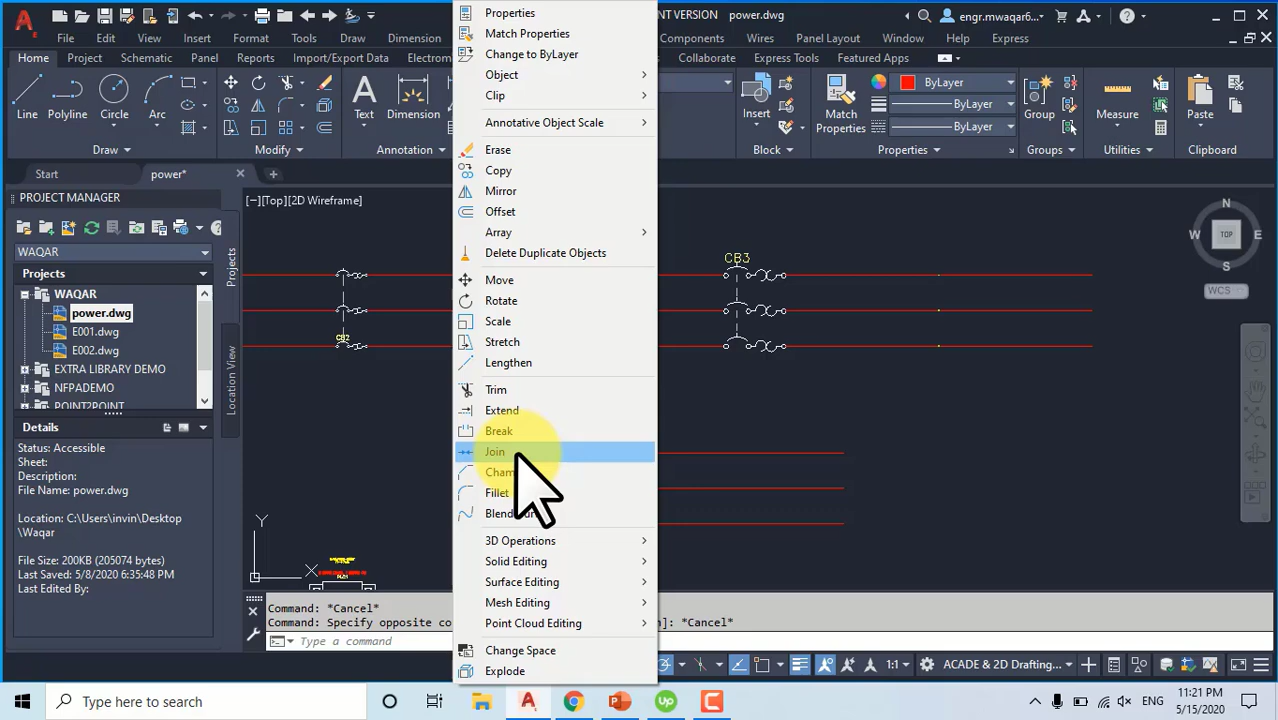 NT VERSION power.dwg engr.mwaqar6...
File Edit View Insert Format Tools Draw Dimension Components Wires Panel Layout Window Help Express
Home Project Schematic Panel Reports Import/Export Data Electrom Collaborate Express Tools Featured Apps
Line Polyline Circle Arc
Text Dimension
Insert
Match
Properties
ByLayer
ByLayer
ByLayer
Group
Measure
Paste
Draw Modify Annotation Block Properties Groups Utilities Clipboard
Start power*
PROJECT MANAGER
WAQAR
Projects
WAQAR
power.dwg
E001.dwg
E002.dwg
EXTRA LIBRARY DEMO
NFPADEMO
POINT2POINT
Details
Status: Accessible
Sheet:
Description:
File Name: power.dwg
Location: C:\Users\invin\Desktop
\Waqar
File Size: 200KB (205074 bytes)
Last Saved: 5/8/2020 6:35:48 PM
Last Edited By:
Projects
Location View
[−][Top][2D Wireframe]
CB2
CB3
Y
X
N
W TOP E
S
WCS
Properties
Match Properties
Change to ByLayer
Object
Clip
Annotative Object Scale
Erase
Copy
Mirror
Offset
Array
Delete Duplicate Objects
Move
Rotate
Scale
Stretch
Lengthen
Trim
Extend
Break
Join
Cham
Fillet
Blend
3D Operations
Solid Editing
Surface Editing
Mesh Editing
Point Cloud Editing
Change Space
Explode
Command: *Cancel*
Command: Specify opposite co n]: *Cancel*
Type a command
1:1 ACADE & 2D Drafting...
Type here to search
ENG
11:21 PM
5/15/2020